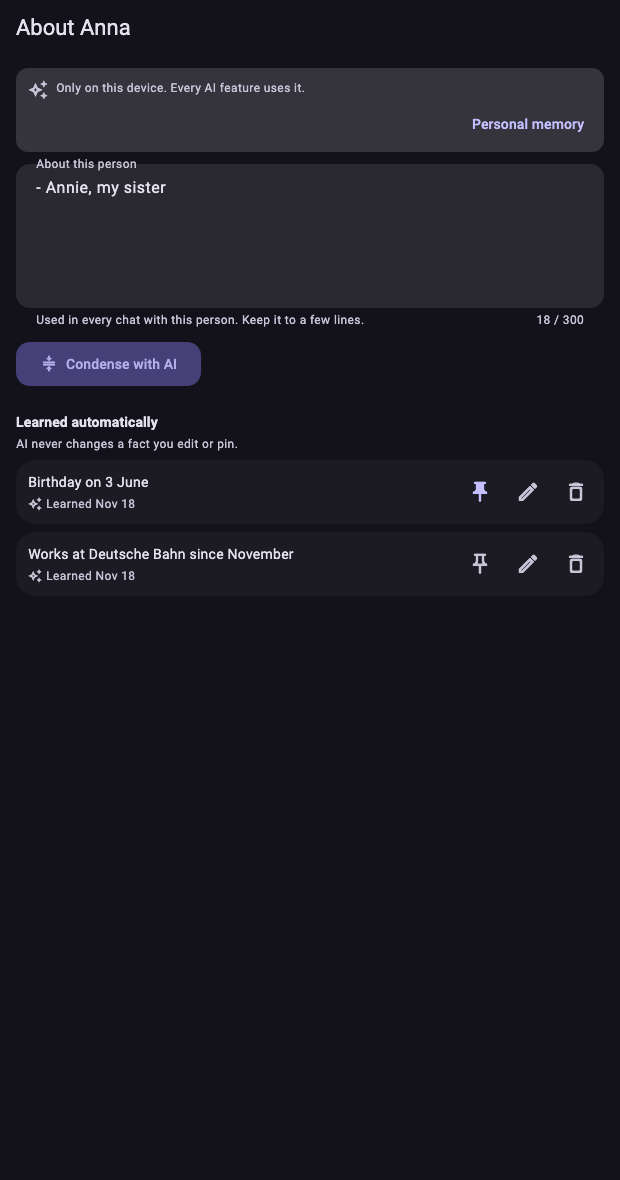 About Anna
Only on this device. Every AI feature uses it.
Personal memory
About this person
- Annie, my sister
Used in every chat with this person. Keep it to a few lines.
18 / 300
Condense with AI
Learned automatically
AI never changes a fact you edit or pin.
Birthday on 3 June
Learned Nov 18
Works at Deutsche Bahn since November
Learned Nov 18